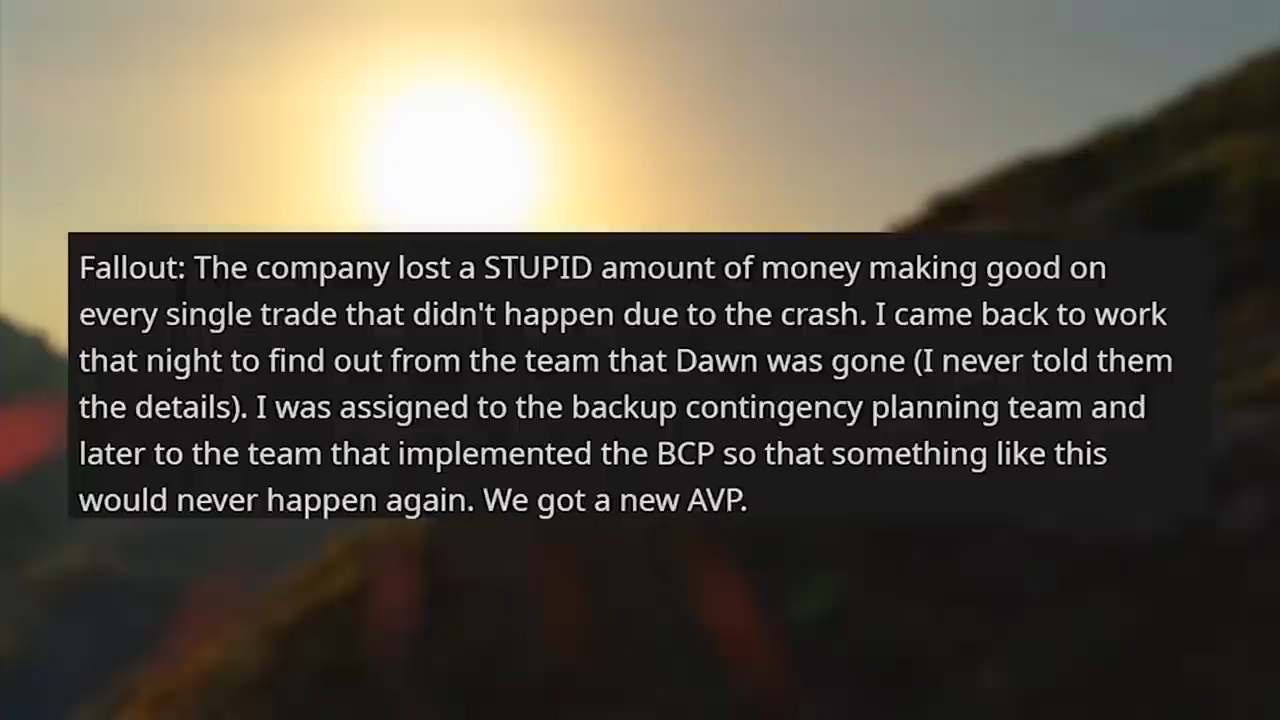 Fallout: The company lost a STUPID amount of money making good on
every single trade that didn't happen due to the crash. I came back to work
that night to find out from the team that Dawn was gone (I never told them
the details). I was assigned to the backup contingency planning team and
later to the team that implemented the BCP so that something like this
would never happen again. We got a new AVP.